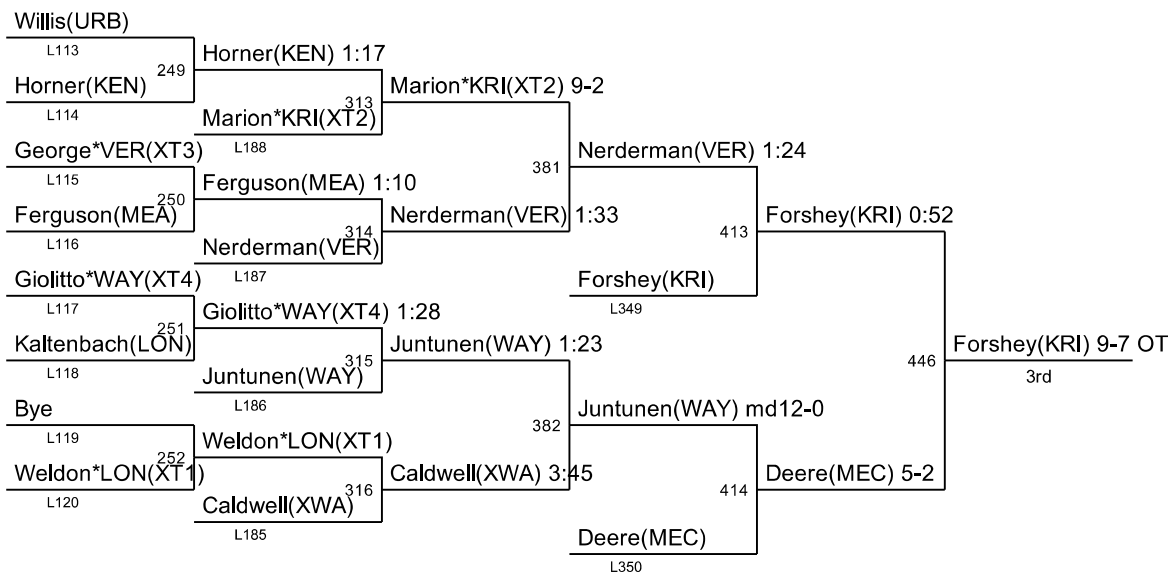 Willis(URB)
L113
249
Horner(KEN) 1:17
Horner(KEN)
L114
313
Marion*KRI(XT2) 9-2
Marion*KRI(XT2)
L188
George*VER(XT3)
L115
381
Nerderman(VER) 1:24
250
Ferguson(MEA) 1:10
Ferguson(MEA)
L116
314
Nerderman(VER) 1:33
413
Forshey(KRI) 0:52
Nerderman(VER)
L187
Giolitto*WAY(XT4)
L117
Forshey(KRI)
L349
251
Giolitto*WAY(XT4) 1:28
Kaltenbach(LON)
L118
315
Juntunen(WAY) 1:23
446
Forshey(KRI) 9-7 OT
3rd
Juntunen(WAY)
L186
Bye
L119
382
Juntunen(WAY) md12-0
252
Weldon*LON(XT1)
Weldon*LON(XT1)
L120
316
Caldwell(XWA) 3:45
414
Deere(MEC) 5-2
Caldwell(XWA)
L185
Deere(MEC)
L350